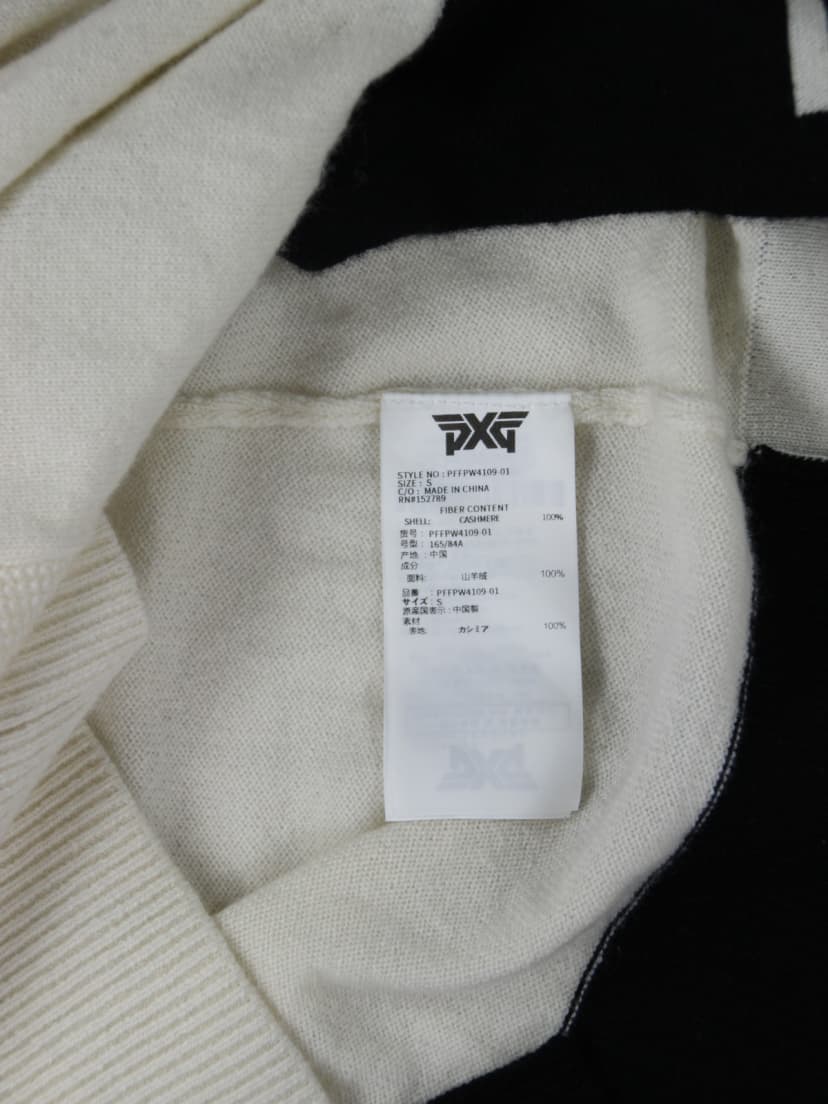 PXG
STYLE NO : PFFPW4109-01
SIZE : S
C/O : MADE IN CHINA
RN#152789
FIBER CONTENT
SHELL: CASHMERE 100%
货号 : PFFPW4109-01
号型 : 165/84A
产地 : 中国
成分
面料: 山羊绒 100%
品番 : PFFPW4109-01
サイズ : S
原産国表示 : 中国製
素材
表地: カシミア 100%